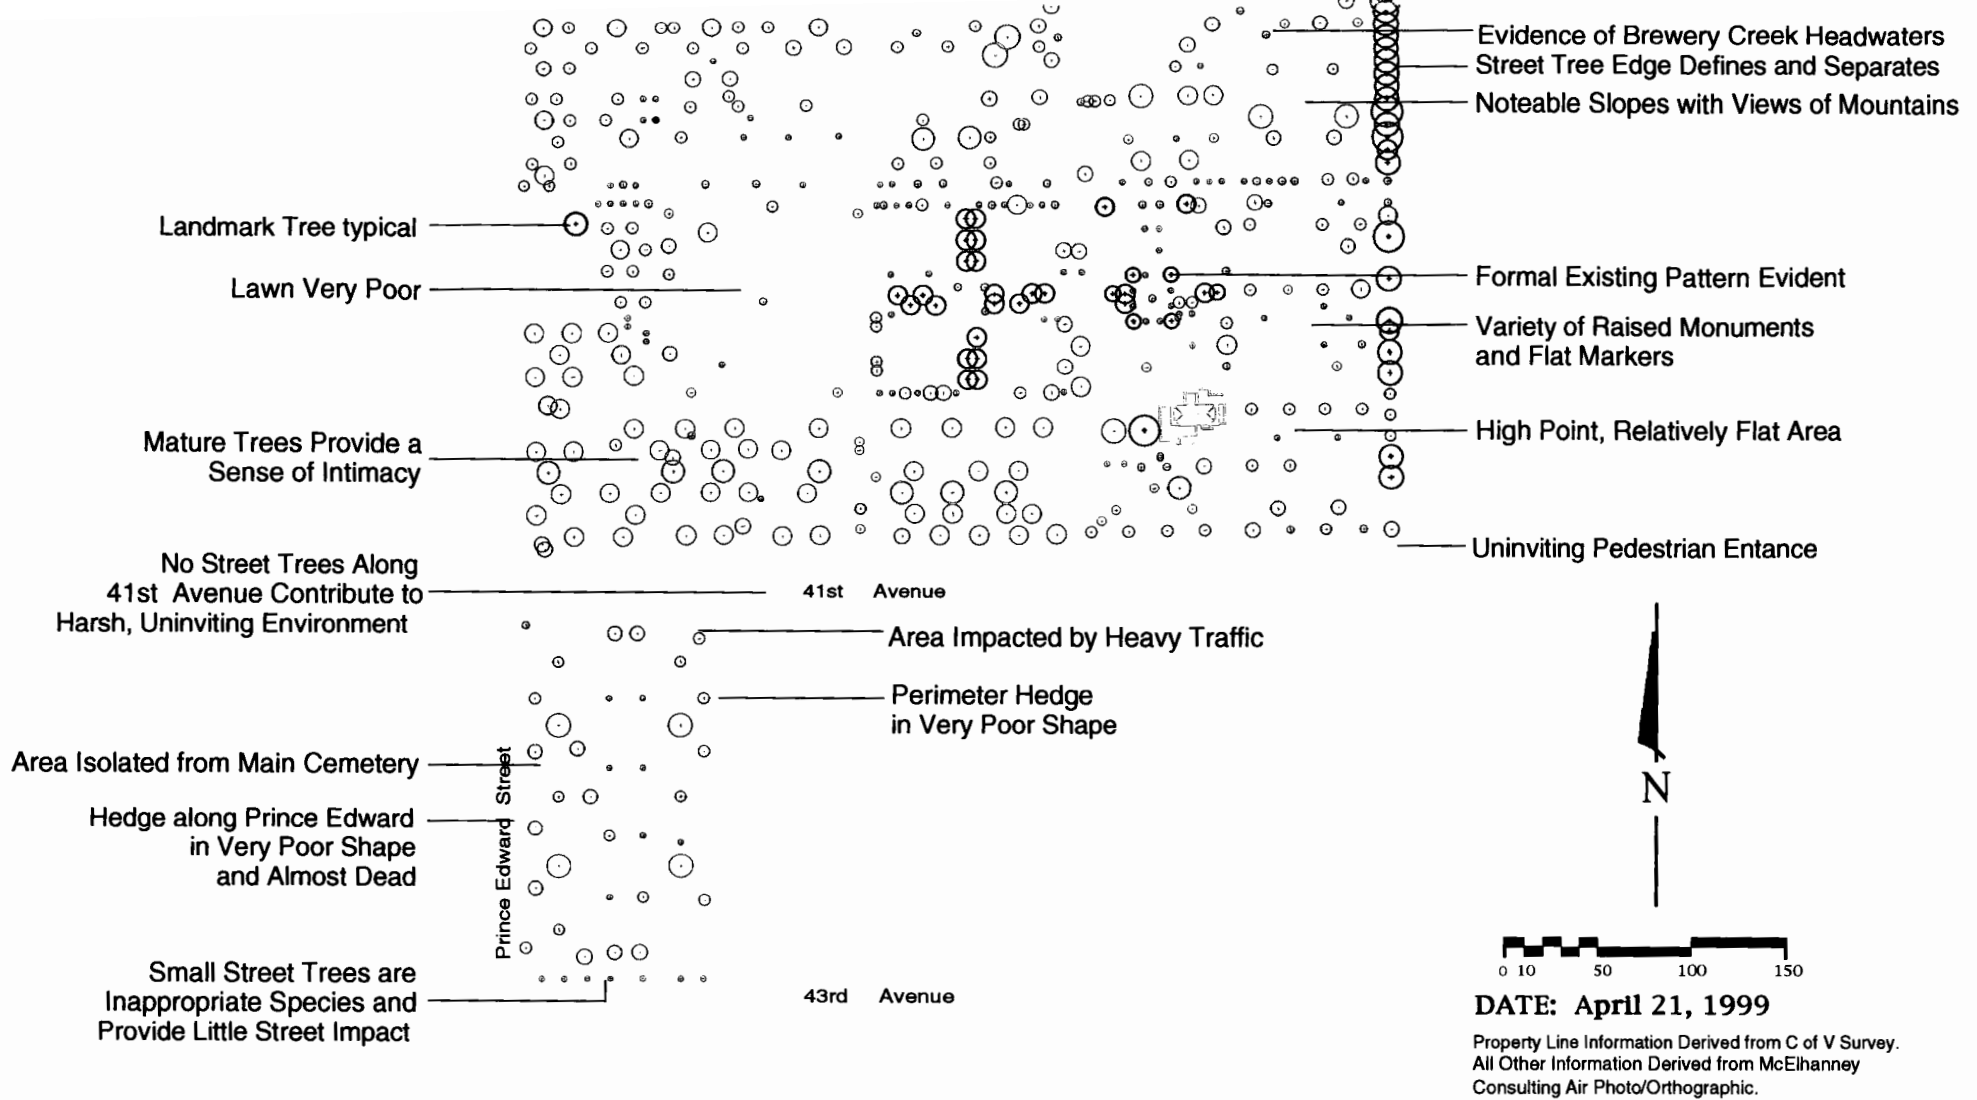 Evidence of Brewery Creek Headwaters
Street Tree Edge Defines and Separates
Noteable Slopes with Views of Mountains
Landmark Tree typical
Lawn Very Poor
Formal Existing Pattern Evident
Variety of Raised Monuments
and Flat Markers
Mature Trees Provide a
Sense of Intimacy
High Point, Relatively Flat Area
No Street Trees Along
41st Avenue Contribute to
Harsh, Uninviting Environment
Uninviting Pedestrian Entance
41st Avenue
Area Impacted by Heavy Traffic
Perimeter Hedge
in Very Poor Shape
Area Isolated from Main Cemetery
Prince Edward Street
Hedge along Prince Edward
in Very Poor Shape
and Almost Dead
Small Street Trees are
Inappropriate Species and
Provide Little Street Impact
43rd Avenue
N
0 10 50 100 150
DATE: April 21, 1999
Property Line Information Derived from C of V Survey.
All Other Information Derived from McElhanney
Consulting Air Photo/Orthographic.